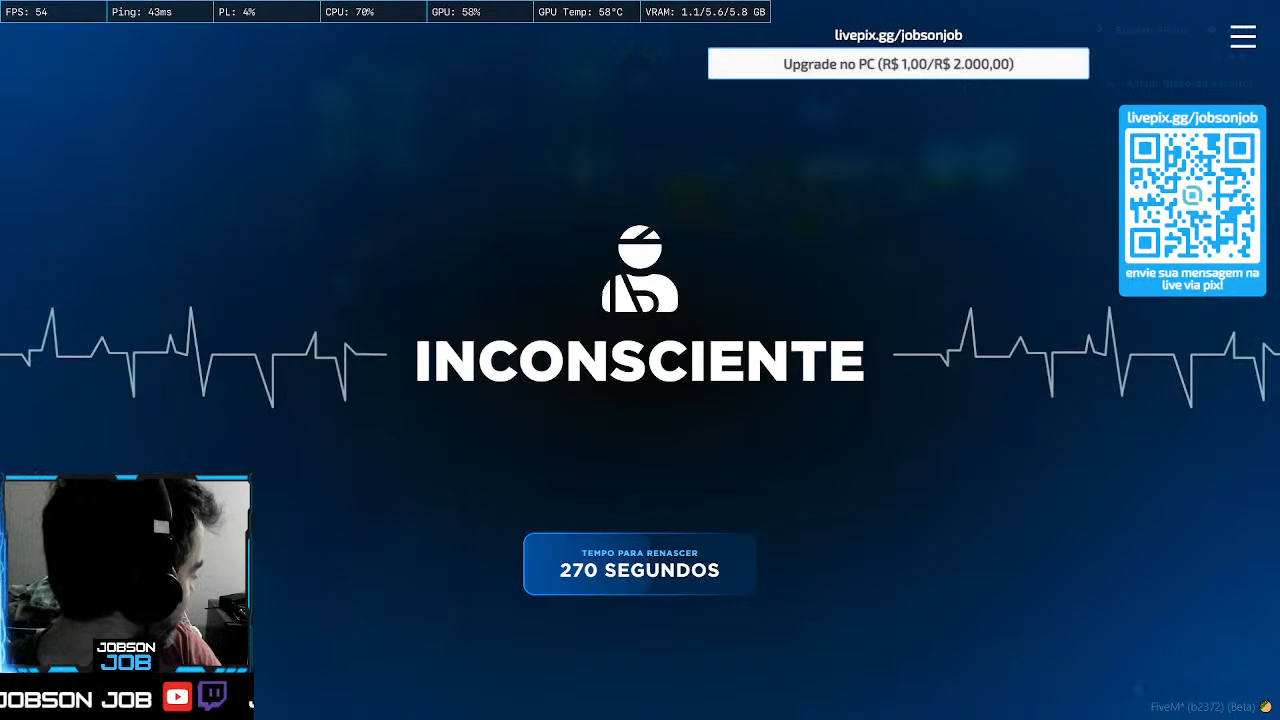 FPS: 54 Ping: 43ms PL: 4% CPU: 70% GPU: 58% GPU Temp: 58°C VRAM: 1.1/5.6/5.8 GB
livepix.gg/jobsonjob
Upgrade no PC (R$ 1,00/R$ 2.000,00)
livepix.gg/jobsonjob
envie sua mensagem na
live via pix!
INCONSCIENTE
TEMPO PARA RENASCER
270 SEGUNDOS
JOBSON
JOB
JOBSON JOB
FiveM* (b2372) (Beta)